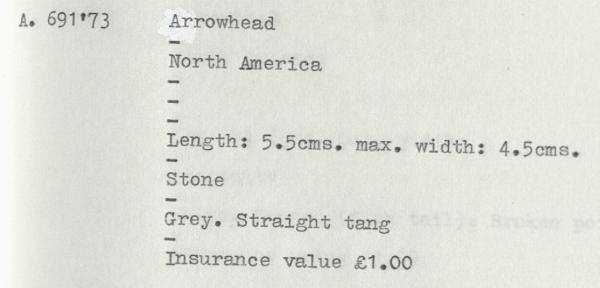 A. 691'73 Arrowhead
-
North America
-
-
-
Length: 5.5cms. max. width: 4.5cms.
-
Stone
-
Grey. Straight tang
-
Insurance value £1.00